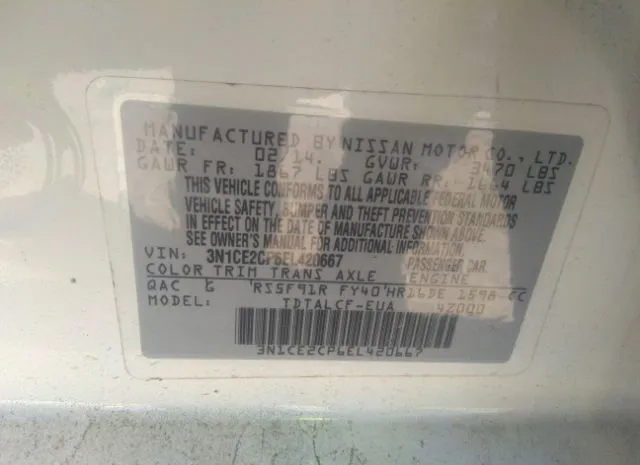 MANUFACTURED BY NISSAN MOTOR CO., LTD.
DATE: 02/14. GVWR: 3470 LBS
GAWR FR: 1867 LBS GAWR RR: 1664 LBS
THIS VEHICLE CONFORMS TO ALL APPLICABLE FEDERAL MOTOR
VEHICLE SAFETY, BUMPER AND THEFT PREVENTION STANDARDS
IN EFFECT ON THE DATE OF MANUFACTURE SHOWN ABOVE.
SEE OWNER'S MANUAL FOR ADDITIONAL INFORMATION.
VIN: 3N1CE2CP6EL420667 PASSENGER CAR.
COLOR TRIM TRANS AXLE ENGINE
QAC G RS5F91R FY40 HR16DE 1598 CC
MODEL: TDTALCF-EUA 42000
3N1CE2CP6EL420667